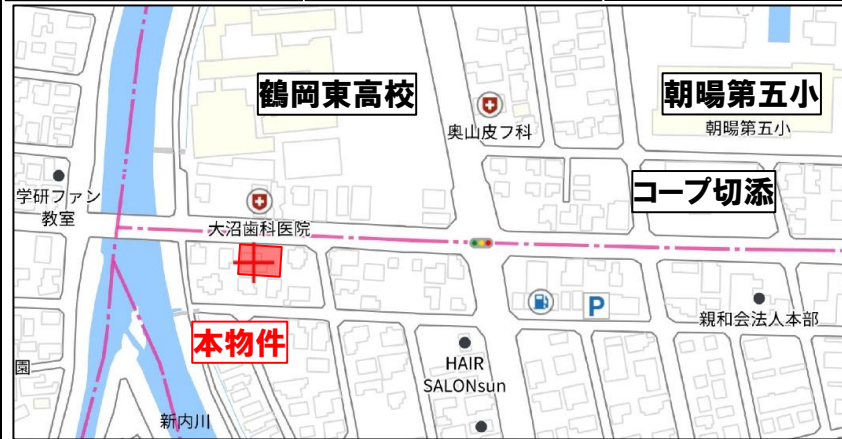 鶴岡東高校
朝暘第五小
奥山皮フ科
朝暘第五小
学研ファン
教室
コープ切添
大沼歯科医院
P
親和会法人本部
本物件
HAIR
SALONsun
園
新内川